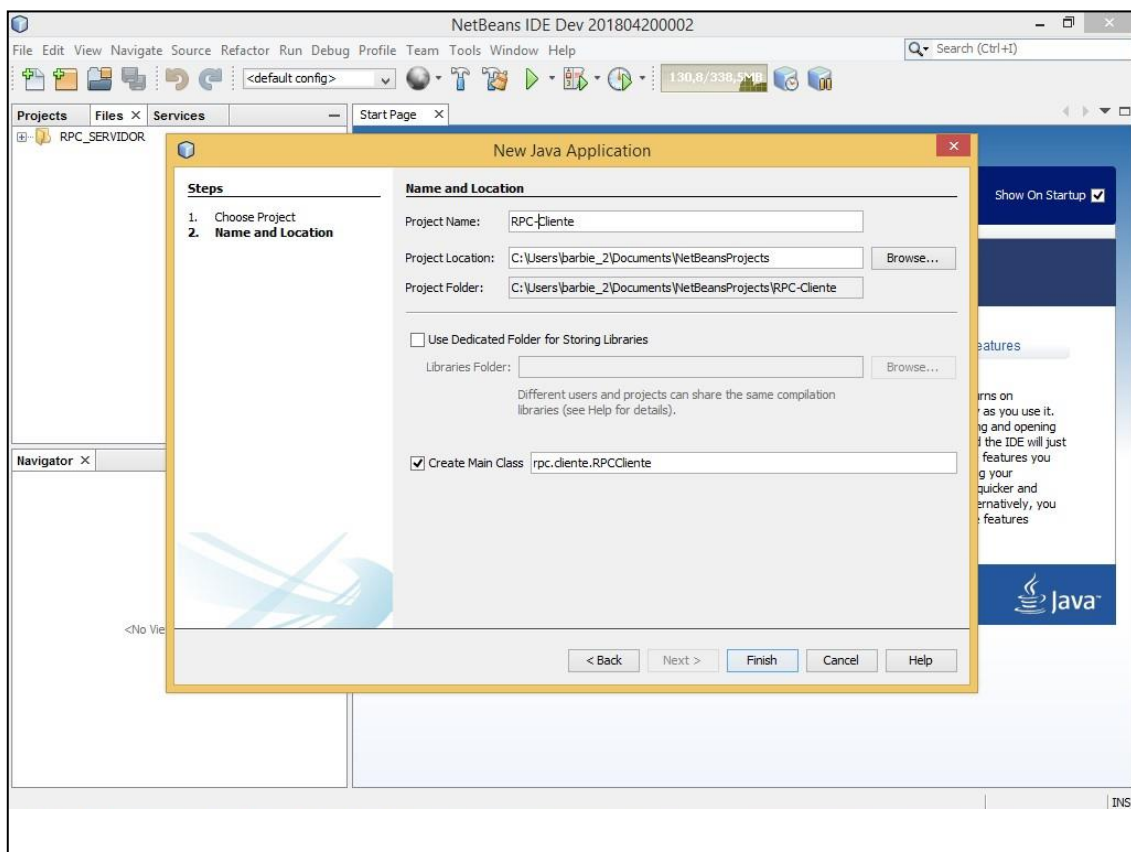 NetBeans IDE Dev 201804200002
File Edit View Navigate Source Refactor Run Debug Profile Team Tools Window Help
Search (Ctrl+I)
<default config>
130,8/338,5MB
Projects Files Services
Start Page
RPC_SERVIDOR
New Java Application
Steps
1. Choose Project
2. Name and Location
Name and Location
Project Name: RPC-Cliente
Project Location: C:\Users\barbie_2\Documents\NetBeansProjects Browse...
Project Folder: C:\Users\barbie_2\Documents\NetBeansProjects\RPC-Cliente
Use Dedicated Folder for Storing Libraries
Libraries Folder: Browse...
Different users and projects can share the same compilation
libraries (see Help for details).
Create Main Class rpc.cliente.RPCCliente
< Back Next > Finish Cancel Help
Show On Startup
eatures
rns on
as you use it.
g and opening
the IDE will just
features you
g your
quicker and
ernatively, you
features
Java
Navigator
<No Vie
INS